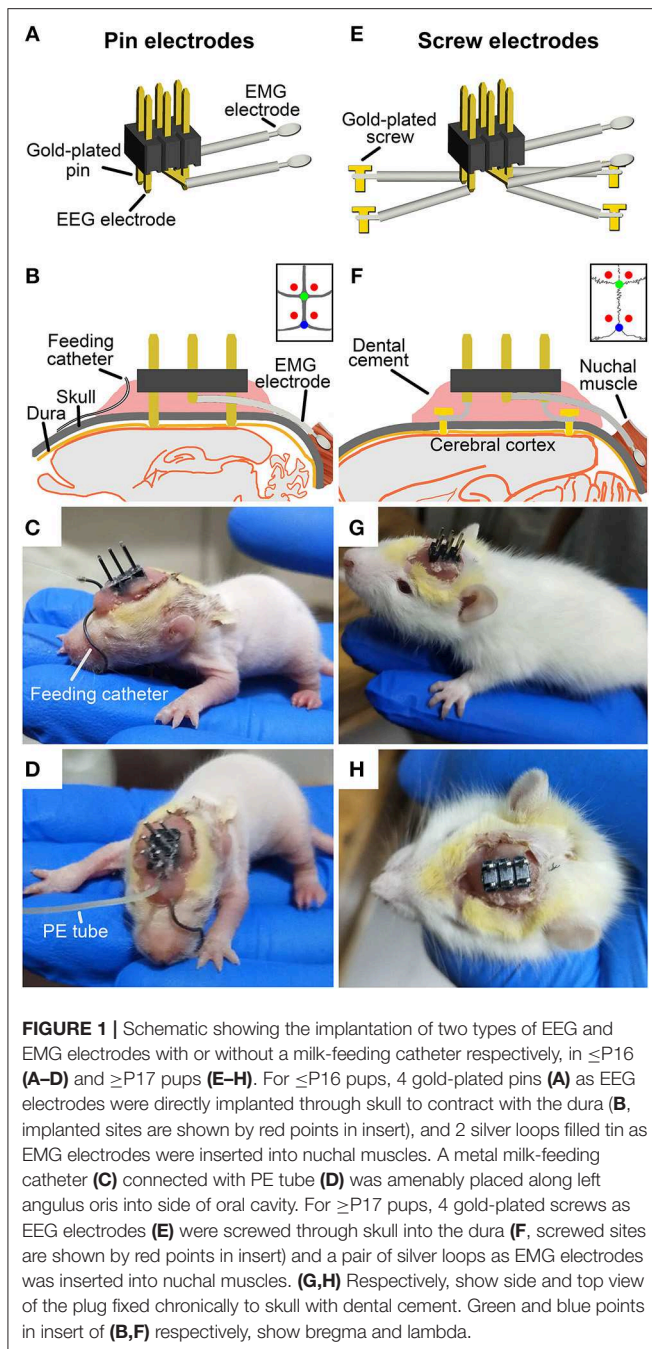 A
Pin electrodes
EMG
electrode
Gold-plated
pin
EEG electrode
E
Screw electrodes
Gold-plated
screw
B
Feeding
catheter
Skull
Dura
EMG
electrode
F
Dental
cement
Nuchal
muscle
Cerebral cortex
C
Feeding catheter
G
D
PE tube
H
FIGURE 1 | Schematic showing the implantation of two types of EEG and
EMG electrodes with or without a milk-feeding catheter respectively, in ≤P16
(A–D) and ≥P17 pups (E–H). For ≤P16 pups, 4 gold-plated pins (A) as EEG
electrodes were directly implanted through skull to contract with the dura (B,
implanted sites are shown by red points in insert), and 2 silver loops filled tin as
EMG electrodes were inserted into nuchal muscles. A metal milk-feeding
catheter (C) connected with PE tube (D) was amenably placed along left
angulus oris into side of oral cavity. For ≥P17 pups, 4 gold-plated screws as
EEG electrodes (E) were screwed through skull into the dura (F, screwed sites
are shown by red points in insert) and a pair of silver loops as EMG electrodes
was inserted into nuchal muscles. (G,H) Respectively, show side and top view
of the plug fixed chronically to skull with dental cement. Green and blue points
in insert of (B,F) respectively, show bregma and lambda.